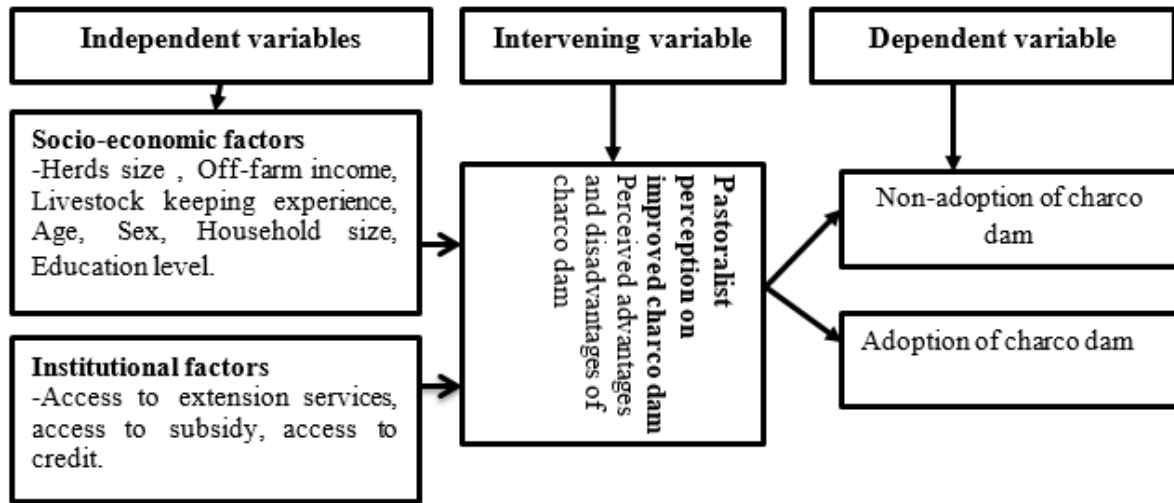 Independent variables
Intervening variable
Dependent variable
Socio-economic factors
-Herds size , Off-farm income,
Livestock keeping experience,
Age, Sex, Household size,
Education level.
Institutional factors
-Access to extension services,
access to subsidy, access to
credit.
Pastoralist
perception on
improved charco dam
Perceived advantages
and disadvantages of
charco dam
Non-adoption of charco
dam
Adoption of charco dam